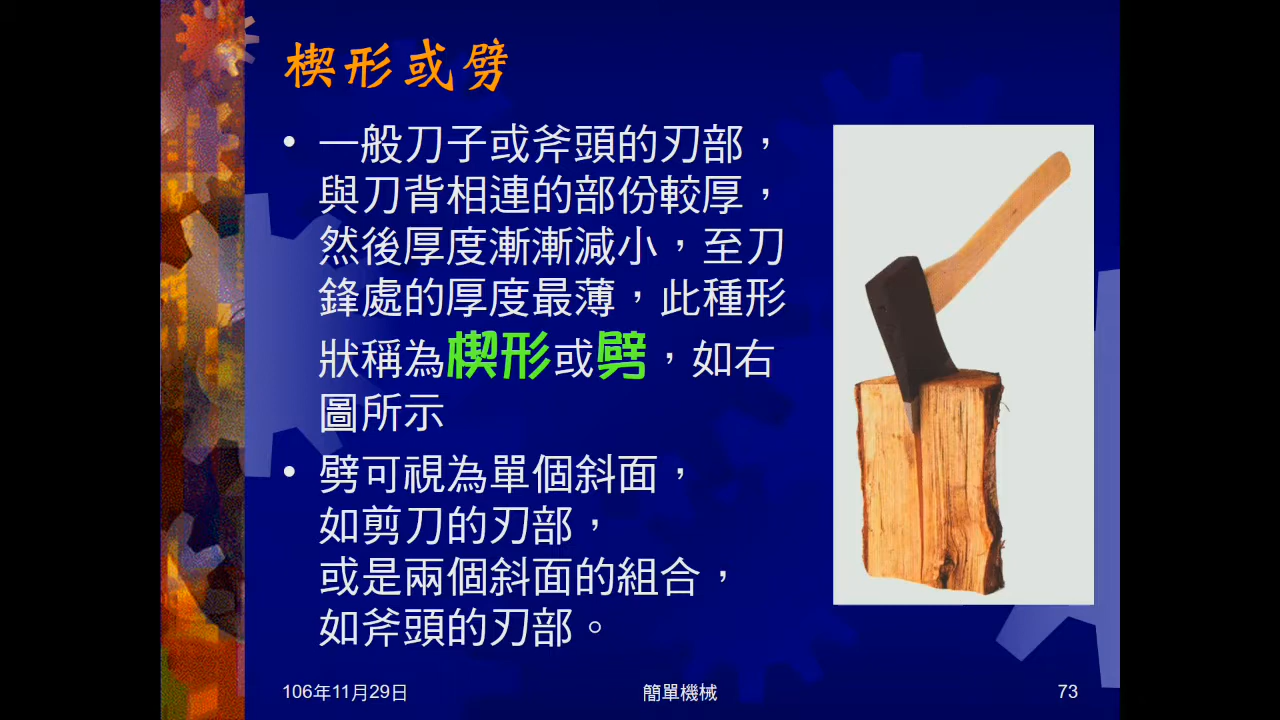 楔形或劈
• 一般刀子或斧頭的刃部，
與刀背相連的部份較厚，
然後厚度漸漸減小，至刀
鋒處的厚度最薄，此種形
狀稱為楔形或劈，如右
圖所示
• 劈可視為單個斜面，
如剪刀的刃部，
或是兩個斜面的組合，
如斧頭的刃部。
106年11月29日
簡單機械
73